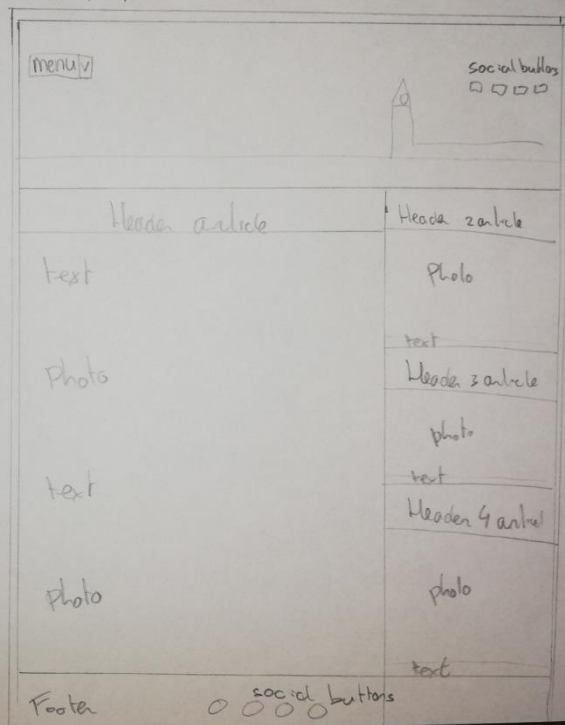 menu v
social buttons
Header article
text
photo
text
photo
Header 2 article
Photo
text
Header 3 article
photo
text
Header 4 articel
photo
text
Footer
social buttons